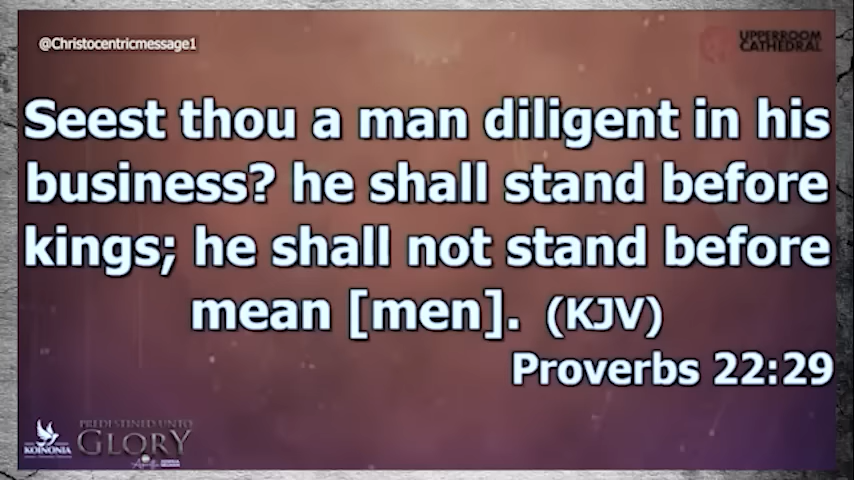 @Christocentricmessage1
UPPERROOM
CATHEDRAL
Seest thou a man diligent in his
business? he shall stand before
kings; he shall not stand before
mean [men]. (KJV)
Proverbs 22:29
KOINONIA
PREDESTINED UNTO
GLORY